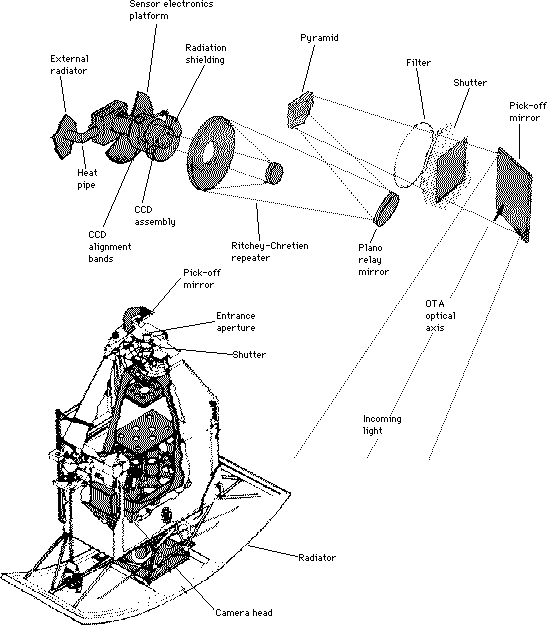 Sensor electronics
platform
External
radiator
Radiation
shielding
Pyramid
Filter
Shutter
Pick-off
mirror
Heat
pipe
CCD
assembly
CCD
alignment
bands
Ritchey-Chretien
repeater
Plano
relay
mirror
OTA
optical
axis
Incoming
light
Pick-off
mirror
Entrance
aperture
Shutter
Radiator
Camera head